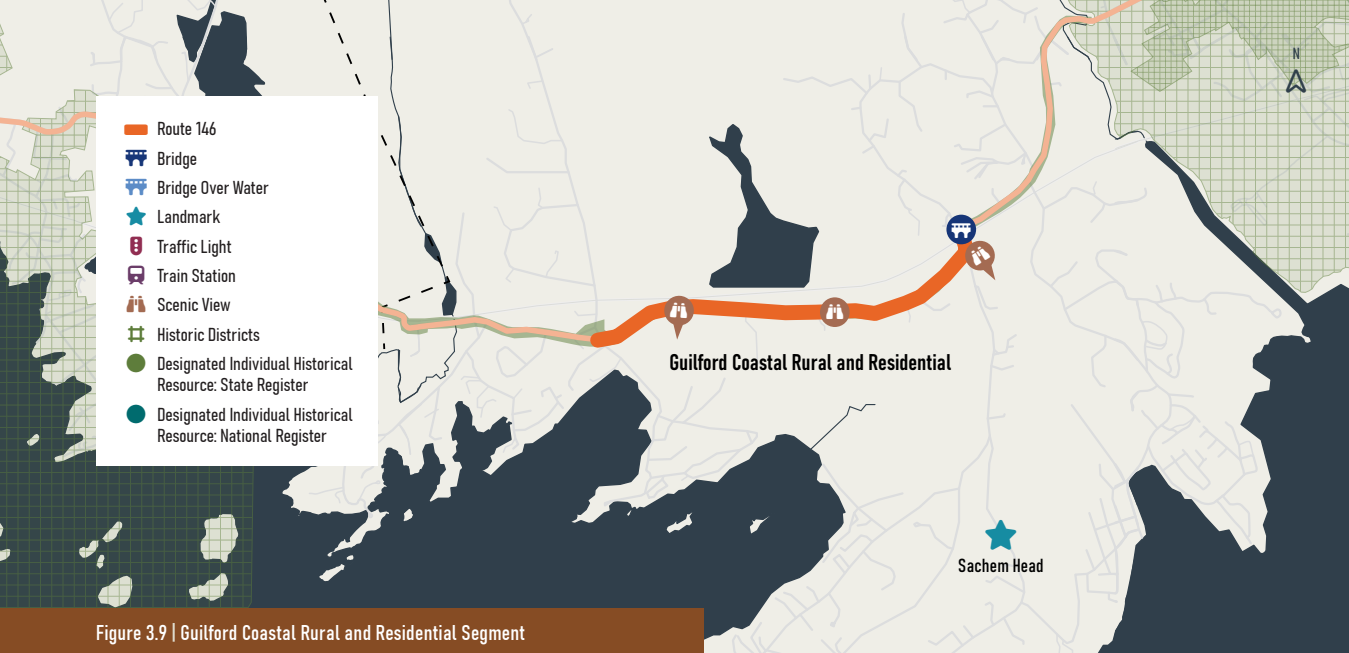 N
Route 146
Bridge
Bridge Over Water
Landmark
Traffic Light
Train Station
Scenic View
Historic Districts
Designated Individual Historical
Resource: State Register
Designated Individual Historical
Resource: National Register
Guilford Coastal Rural and Residential
Sachem Head
Figure 3.9 | Guilford Coastal Rural and Residential Segment